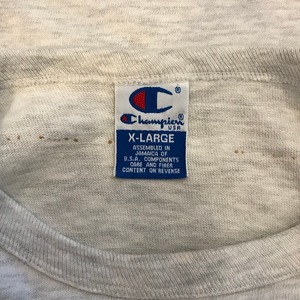 Champion
USA
X-LARGE
ASSEMBLED IN
JAMAICA OF
U.S.A. COMPONENTS
CARE AND FIBER
CONTENT ON REVERSE